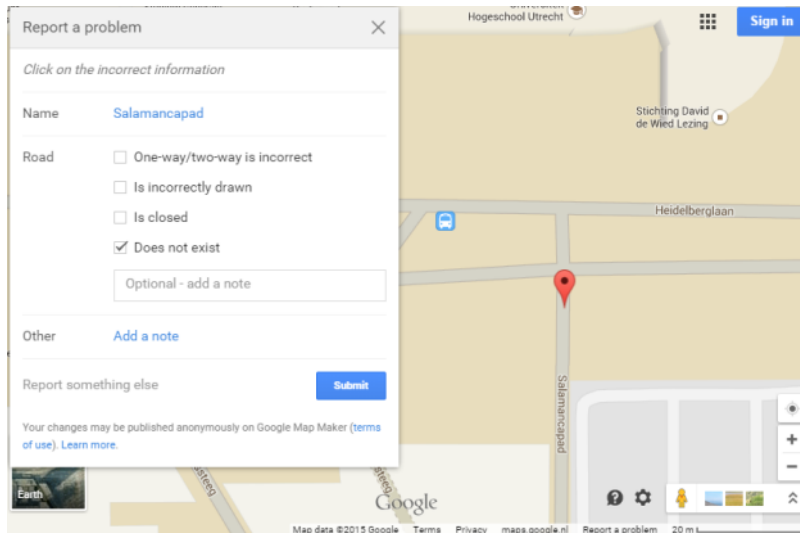 Report a problem
Click on the incorrect information
Name Salamancapad
Road One-way/two-way is incorrect
Is incorrectly drawn
Is closed
Does not exist
Optional - add a note
Other Add a note
Report something else Submit
Your changes may be published anonymously on Google Map Maker (terms
of use). Learn more.
Earth
Hogeschool Utrecht
Sign in
Stichting David
de Wied Lezing
Heidelberglaan
Salamancapad
Google
Map data ©2015 Google Terms Privacy maps.google.nl Report a problem 20 m